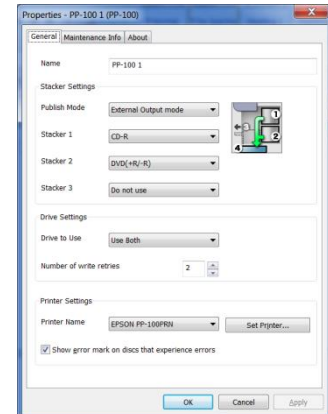 Properties - PP-100 1 (PP-100)
General Maintenance Info About
Name PP-100 1
Stacker Settings
Publish Mode External Output mode
1
Stacker 1 CD-R
2
4
Stacker 2 DVD(+R/-R)
Stacker 3 Do not use
Drive Settings
Drive to Use Use Both
Number of write retries 2
Printer Settings
Printer Name EPSON PP-100PRN Set Printer...
Show error mark on discs that experience errors
OK Cancel Apply